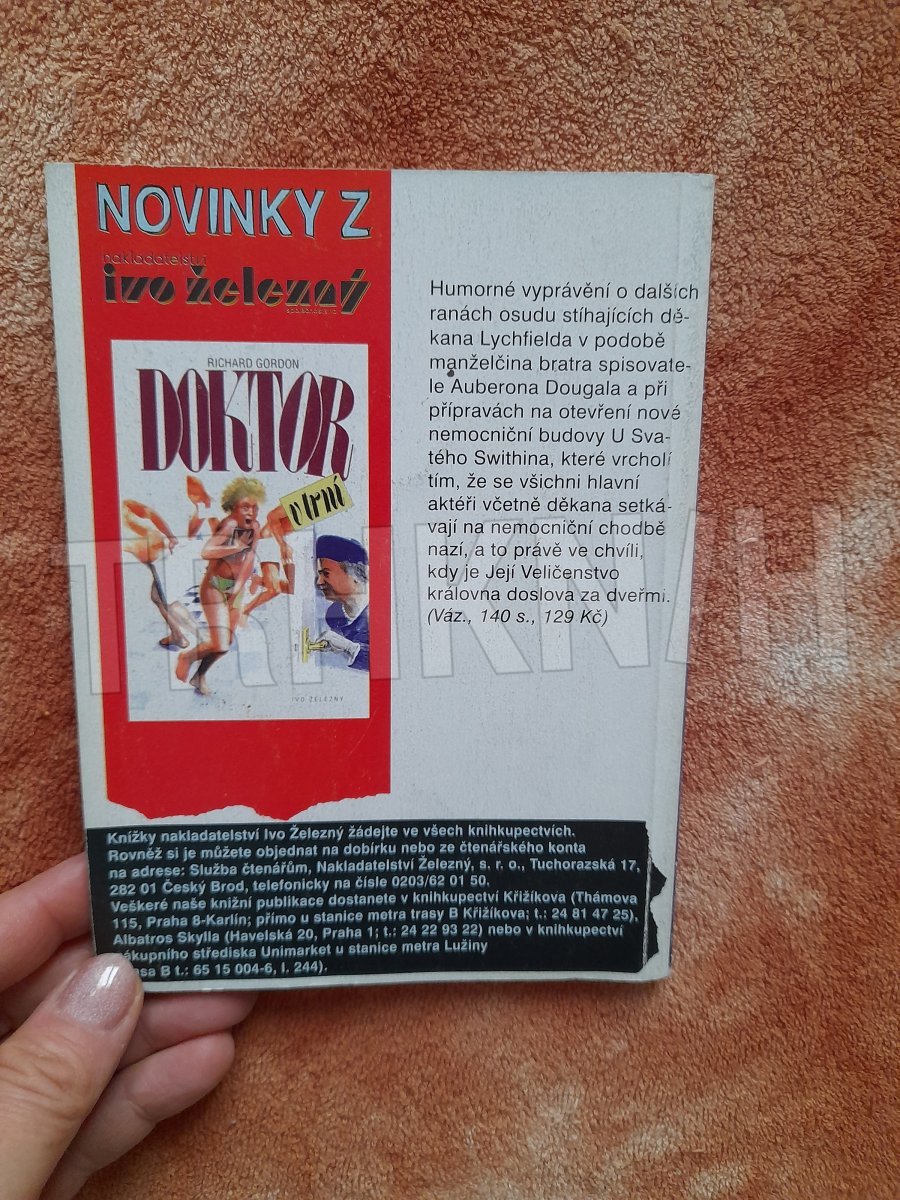 NOVINKY Z
nakladatelství
ivo železný
RICHARD GORDON
DOKTOR
v trní
IVO ŽELEZNÝ
Humorné vyprávění o dalších
ranách osudu stíhajících dě-
kana Lychfielda v podobě
manželčina bratra spisovate-
le Auberona Dougala a při
přípravách na otevření nové
nemocniční budovy U Sva-
tého Swithina, které vrcholí
tím, že se všichni hlavní
aktéři včetně děkana setká-
vají na nemocniční chodbě
nazí, a to právě ve chvíli,
kdy je Její Veličenstvo
královna doslova za dveřmi.
(Váz., 140 s., 129 Kč)
Knížky nakladatelství Ivo Železný žádejte ve všech knihkupectvích.
Rovněž si je můžete objednat na dobírku nebo ze čtenářského konta
na adrese: Služba čtenářům, Nakladatelství Železný, s. r. o., Tuchorazská 17,
282 01 Český Brod, telefonicky na čísle 0203/62 01 50.
Veškeré naše knižní publikace dostanete v knihkupectví Křižíkova (Thámova
115, Praha 8-Karlín; přímo u stanice metra trasy B Křižíkova; t.: 24 81 47 25),
Albatros Skylla (Havelská 20, Praha 1; t.: 24 22 93 22) nebo v knihkupectví
nákupního střediska Unimarket u stanice metra Lužiny
B t.: 65 15 004-6, l. 244).